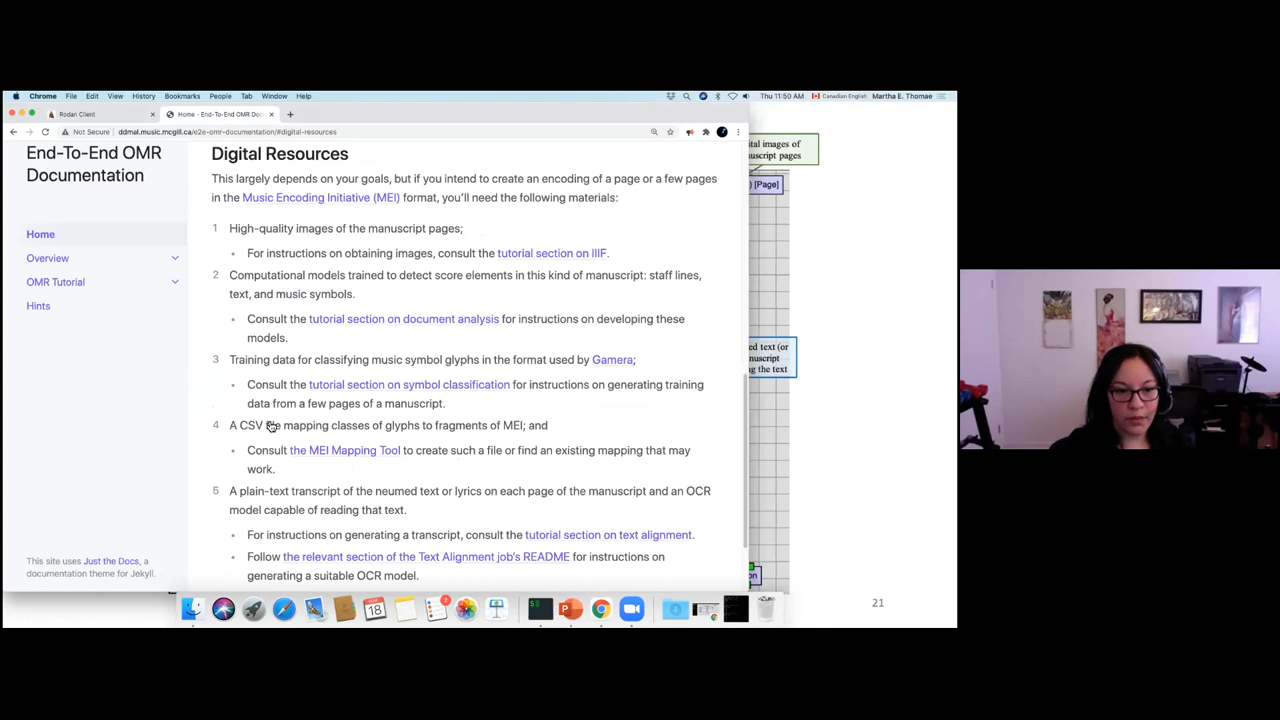 Chrome File Edit View History Bookmarks People Tab Window Help
Thu 11:50 AM Canadian English Martha E. Thomae
Rodan Client
Home - End-To-End OMR Doc
Not Secure ddmal.music.mcgill.ca/e2e-omr-documentation/#digital-resources
End-To-End OMR
Documentation
Home
Overview
OMR Tutorial
Hints
This site uses Just the Docs, a
documentation theme for Jekyll.
Digital Resources
This largely depends on your goals, but if you intend to create an encoding of a page or a few pages
in the Music Encoding Initiative (MEI) format, you'll need the following materials:
1 High-quality images of the manuscript pages;
For instructions on obtaining images, consult the tutorial section on IIIF.
2 Computational models trained to detect score elements in this kind of manuscript: staff lines,
text, and music symbols.
Consult the tutorial section on document analysis for instructions on developing these
models.
3 Training data for classifying music symbol glyphs in the format used by Gamera;
Consult the tutorial section on symbol classification for instructions on generating training
data from a few pages of a manuscript.
4 A CSV file mapping classes of glyphs to fragments of MEI; and
Consult the MEI Mapping Tool to create such a file or find an existing mapping that may
work.
5 A plain-text transcript of the neumed text or lyrics on each page of the manuscript and an OCR
model capable of reading that text.
For instructions on generating a transcript, consult the tutorial section on text alignment.
Follow the relevant section of the Text Alignment job's README for instructions on
generating a suitable OCR model.
ital images of
nuscript pages
) [Page]
ed text (or
nuscript
ng the text
on
21